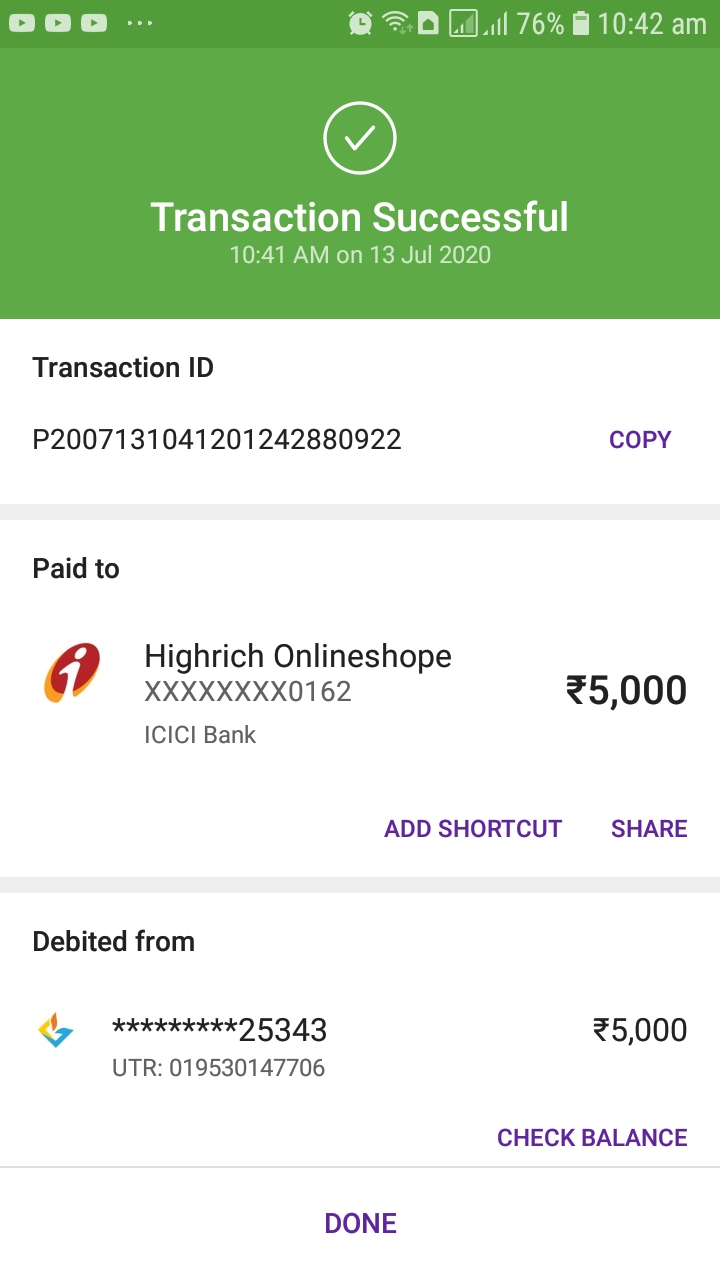 76% 10:42 am
Transaction Successful
10:41 AM on 13 Jul 2020
Transaction ID
P2007131041201242880922 COPY
Paid to
Highrich Onlineshope
XXXXXXXX0162
₹5,000
ICICI Bank
ADD SHORTCUT SHARE
Debited from
*********25343 ₹5,000
UTR: 019530147706
CHECK BALANCE
DONE